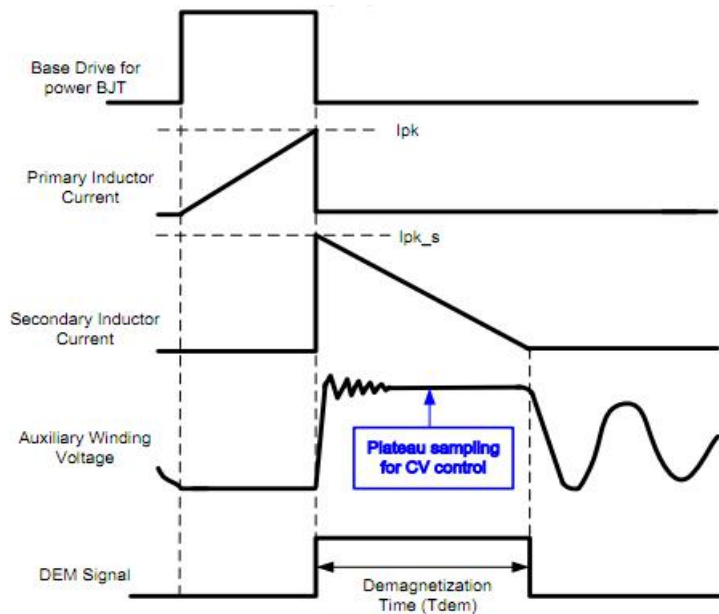 Base Drive for
power BJT
Ipk
Primary Inductor
Current
Ipk_s
Secondary Inductor
Current
Auxiliary Winding
Voltage
Plateau sampling
for CV control
DEM Signal
Demagnetization
Time (Tdem)